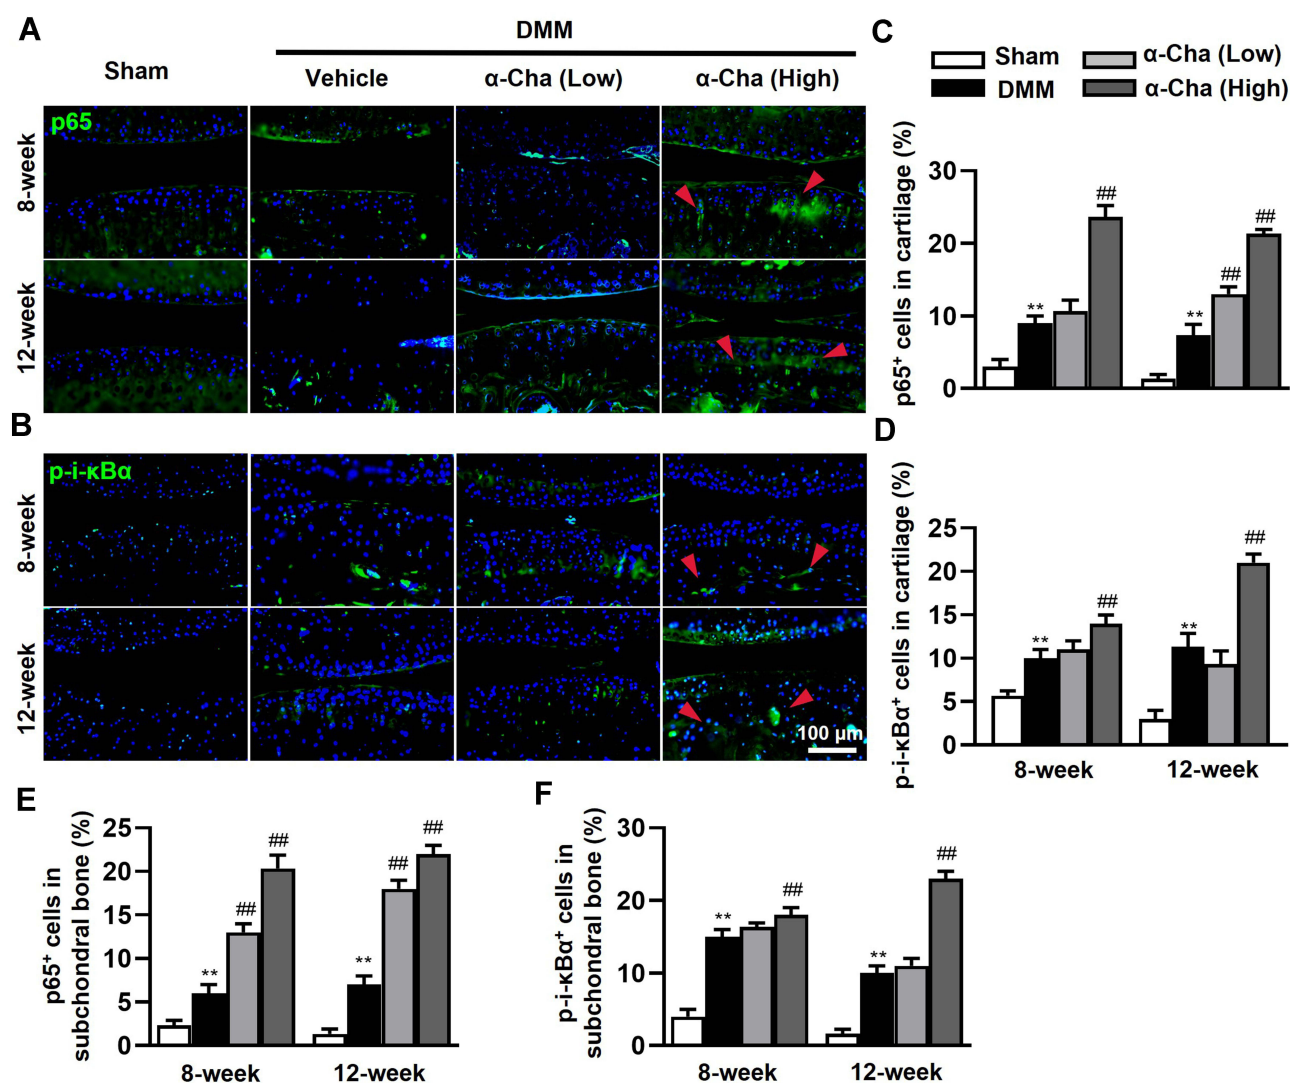 A
DMM
Sham
Vehicle
α-Cha (Low)
α-Cha (High)
p65
8-week
12-week
B
p-i-κBα
8-week
12-week
100 µm
C
Sham
α-Cha (Low)
DMM
α-Cha (High)
p65⁺ cells in cartilage (%)
30
20
10
0
**
##
**
##
##
D
p-i-κBα⁺ cells in cartilage (%)
25
20
15
10
5
0
**
##
**
##
8-week
12-week
E
p65⁺ cells in
subchondral bone (%)
25
20
15
10
5
0
**
##
##
**
##
##
8-week
12-week
F
p-i-κBα⁺ cells in
subchondral bone (%)
30
20
10
0
**
##
**
##
8-week
12-week